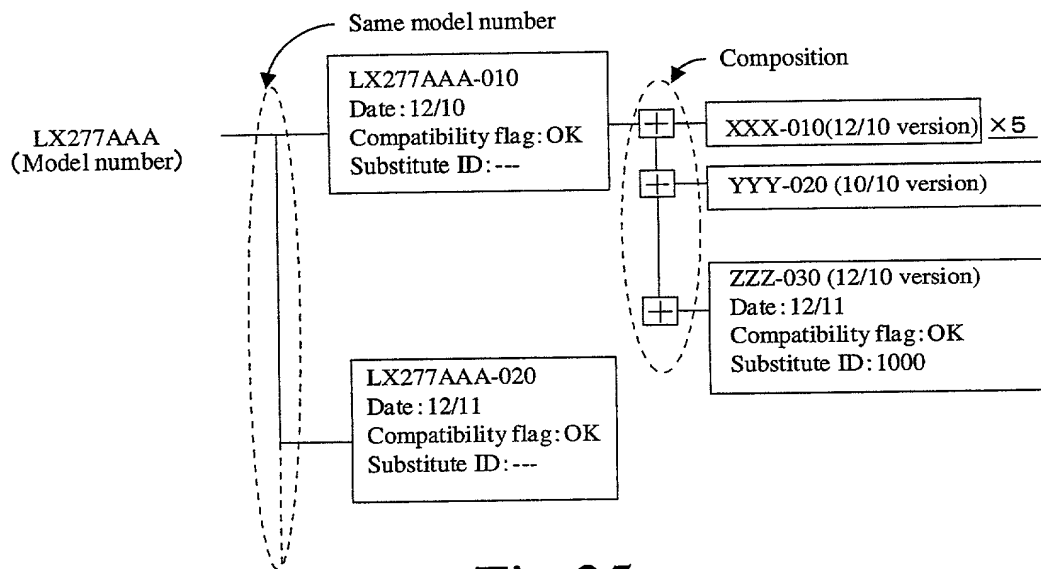 Same model number
Composition
LX277AAA
(Model number)
LX277AAA-010
Date:12/10
Compatibility flag:OK
Substitute ID:---
XXX-010(12/10 version) ×5
YYY-020 (10/10 version)
ZZZ-030 (12/10 version)
Date:12/11
Compatibility flag:OK
Substitute ID:1000
LX277AAA-020
Date:12/11
Compatibility flag:OK
Substitute ID:---